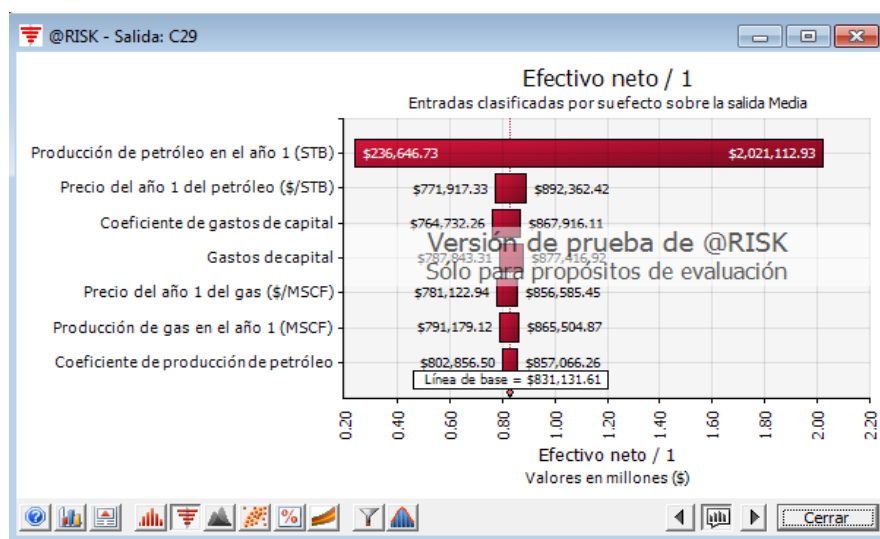 @RISK - Salida: C29
Efectivo neto / 1
Entradas clasificadas por su efecto sobre la salida Media
Producción de petróleo en el año 1 (STB)
$236,646.73
$2,021,112.93
Precio del año 1 del petróleo ($/STB)
$771,917.33
$892,362.42
Coeficiente de gastos de capital
$764,732.26
$867,916.11
Versión de prueba de @RISK
Gastos de capital
$787,843.31
$877,416.92
Sólo para propósitos de evaluación
Precio del año 1 del gas ($/MSCF)
$781,122.94
$856,585.45
Producción de gas en el año 1 (MSCF)
$791,179.12
$865,504.87
Coeficiente de producción de petróleo
$802,856.50
$857,066.26
Línea de base = $831,131.61
0.20
0.40
0.60
0.80
1.00
1.20
1.40
1.60
1.80
2.00
2.20
Efectivo neto / 1
Valores en millones ($)
Cerrar